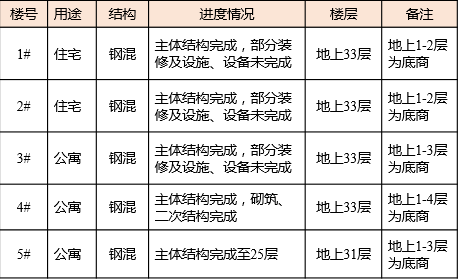 楼号 用途 结构 进度情况 楼层 备注
1# 住宅 钢混 主体结构完成，部分装修及设施、设备未完成 地上33层 地上1-2层为底商
2# 住宅 钢混 主体结构完成，部分装修及设施、设备未完成 地上33层 地上1-2层为底商
3# 公寓 钢混 主体结构完成，部分装修及设施、设备未完成 地上33层 地上1-3层为底商
4# 公寓 钢混 主体结构完成，砌筑、二次结构完成 地上33层 地上1-4层为底商
5# 公寓 钢混 主体结构完成至25层 地上31层 地上1-3层为底商